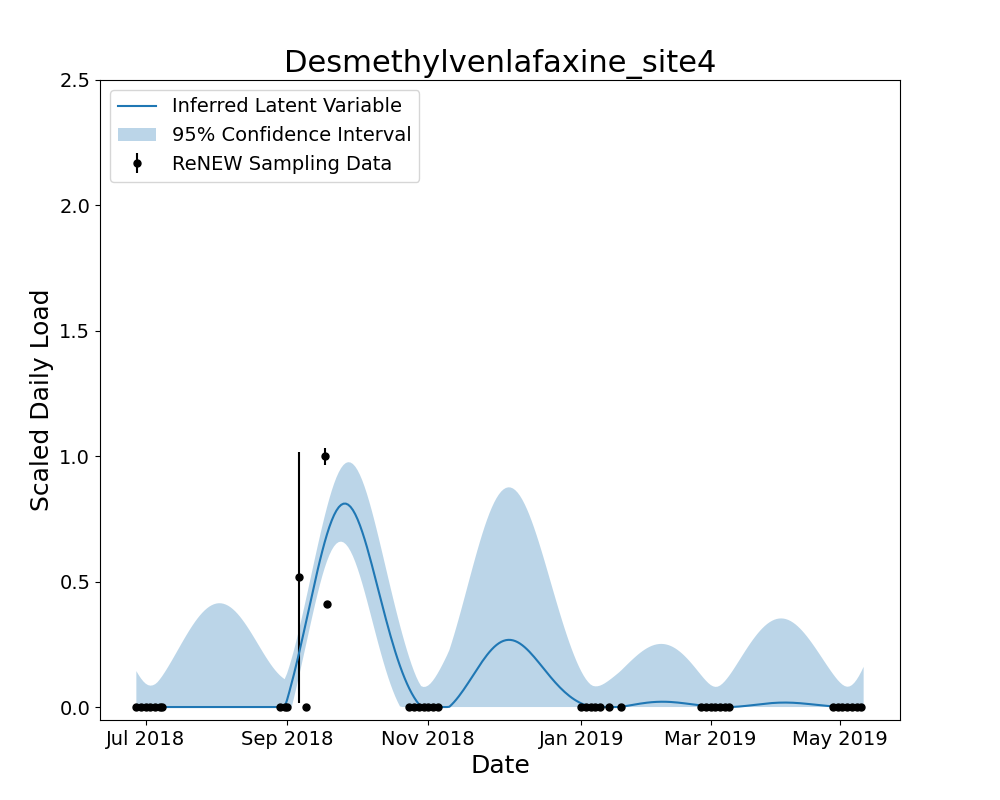 Desmethylvenlafaxine_site4
2.5
Inferred Latent Variable
95% Confidence Interval
ReNEW Sampling Data
2.0
1.5
1.0
0.5
0.0
Scaled Daily Load
Jul 2018 Sep 2018 Nov 2018 Jan 2019 Mar 2019 May 2019
Date